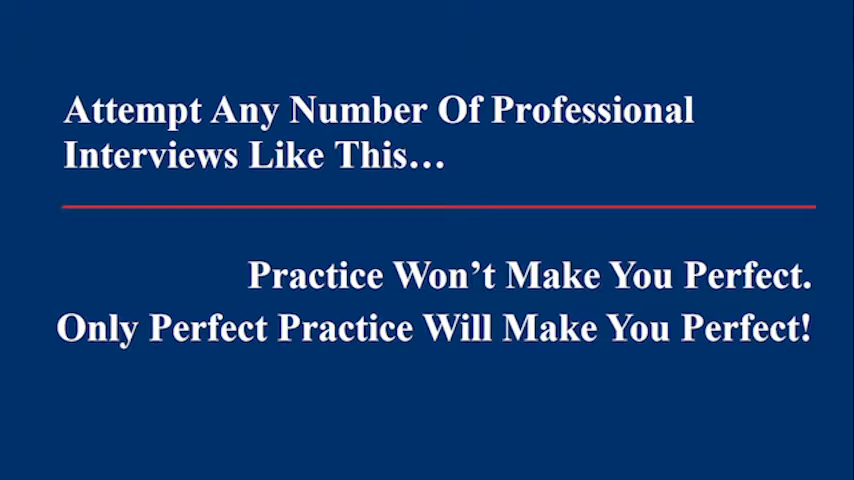 Attempt Any Number Of Professional
Interviews Like This…
Practice Won’t Make You Perfect.
Only Perfect Practice Will Make You Perfect!